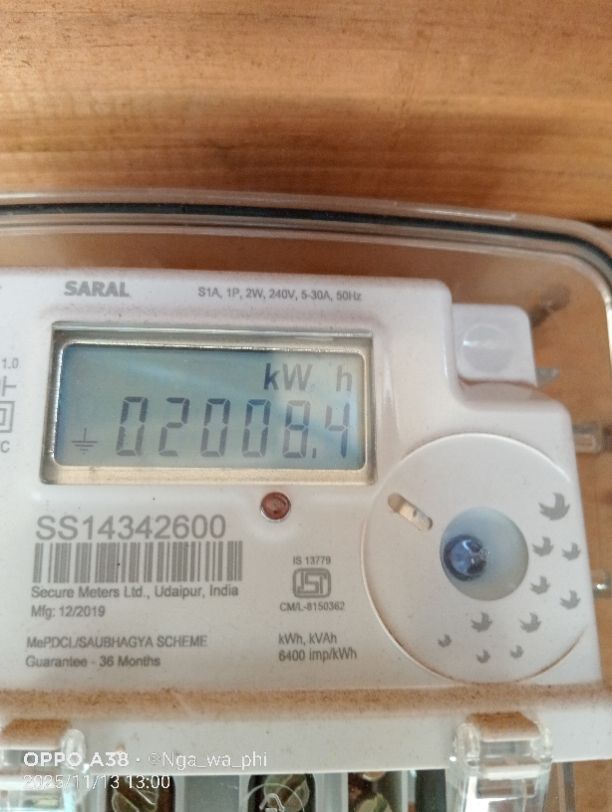 SARAL
S1A, 1P, 2W, 240V, 5-30A, 50Hz
1.0
kW h
02008.4
C
SS14342600
Secure Meters Ltd., Udaipur, India
Mfg: 12/2019
IS 13779
CM/L-8150362
MePDCL/SAUBHAGYA SCHEME
Guarantee - 36 Months
kWh, kVAh
6400 imp/kWh
OPPO A38 · ©Nga_wa_phi
2025/11/13 13:00